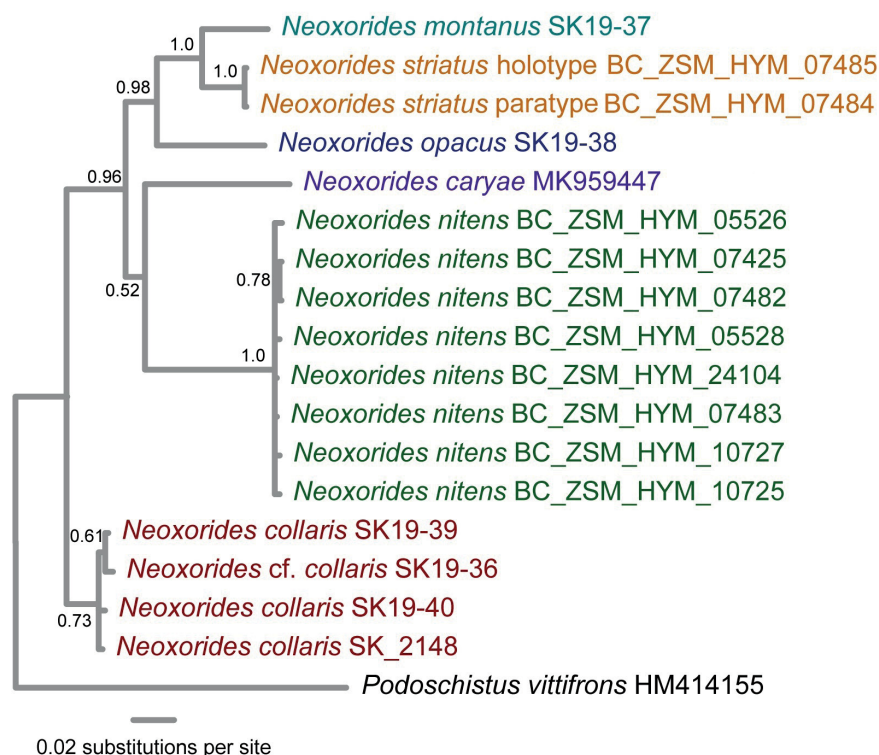 1.0
Neoxorides montanus SK19-37
1.0
Neoxorides striatus holotype BC_ZSM_HYM_07485
0.98
Neoxorides striatus paratype BC_ZSM_HYM_07484
Neoxorides opacus SK19-38
0.96
Neoxorides caryae MK959447
Neoxorides nitens BC_ZSM_HYM_05526
Neoxorides nitens BC_ZSM_HYM_07425
0.78
0.52
Neoxorides nitens BC_ZSM_HYM_07482
Neoxorides nitens BC_ZSM_HYM_05528
1.0
Neoxorides nitens BC_ZSM_HYM_24104
Neoxorides nitens BC_ZSM_HYM_07483
Neoxorides nitens BC_ZSM_HYM_10727
Neoxorides nitens BC_ZSM_HYM_10725
0.61
Neoxorides collaris SK19-39
Neoxorides cf. collaris SK19-36
Neoxorides collaris SK19-40
0.73
Neoxorides collaris SK_2148
Podoschistus vittifrons HM414155
0.02 substitutions per site